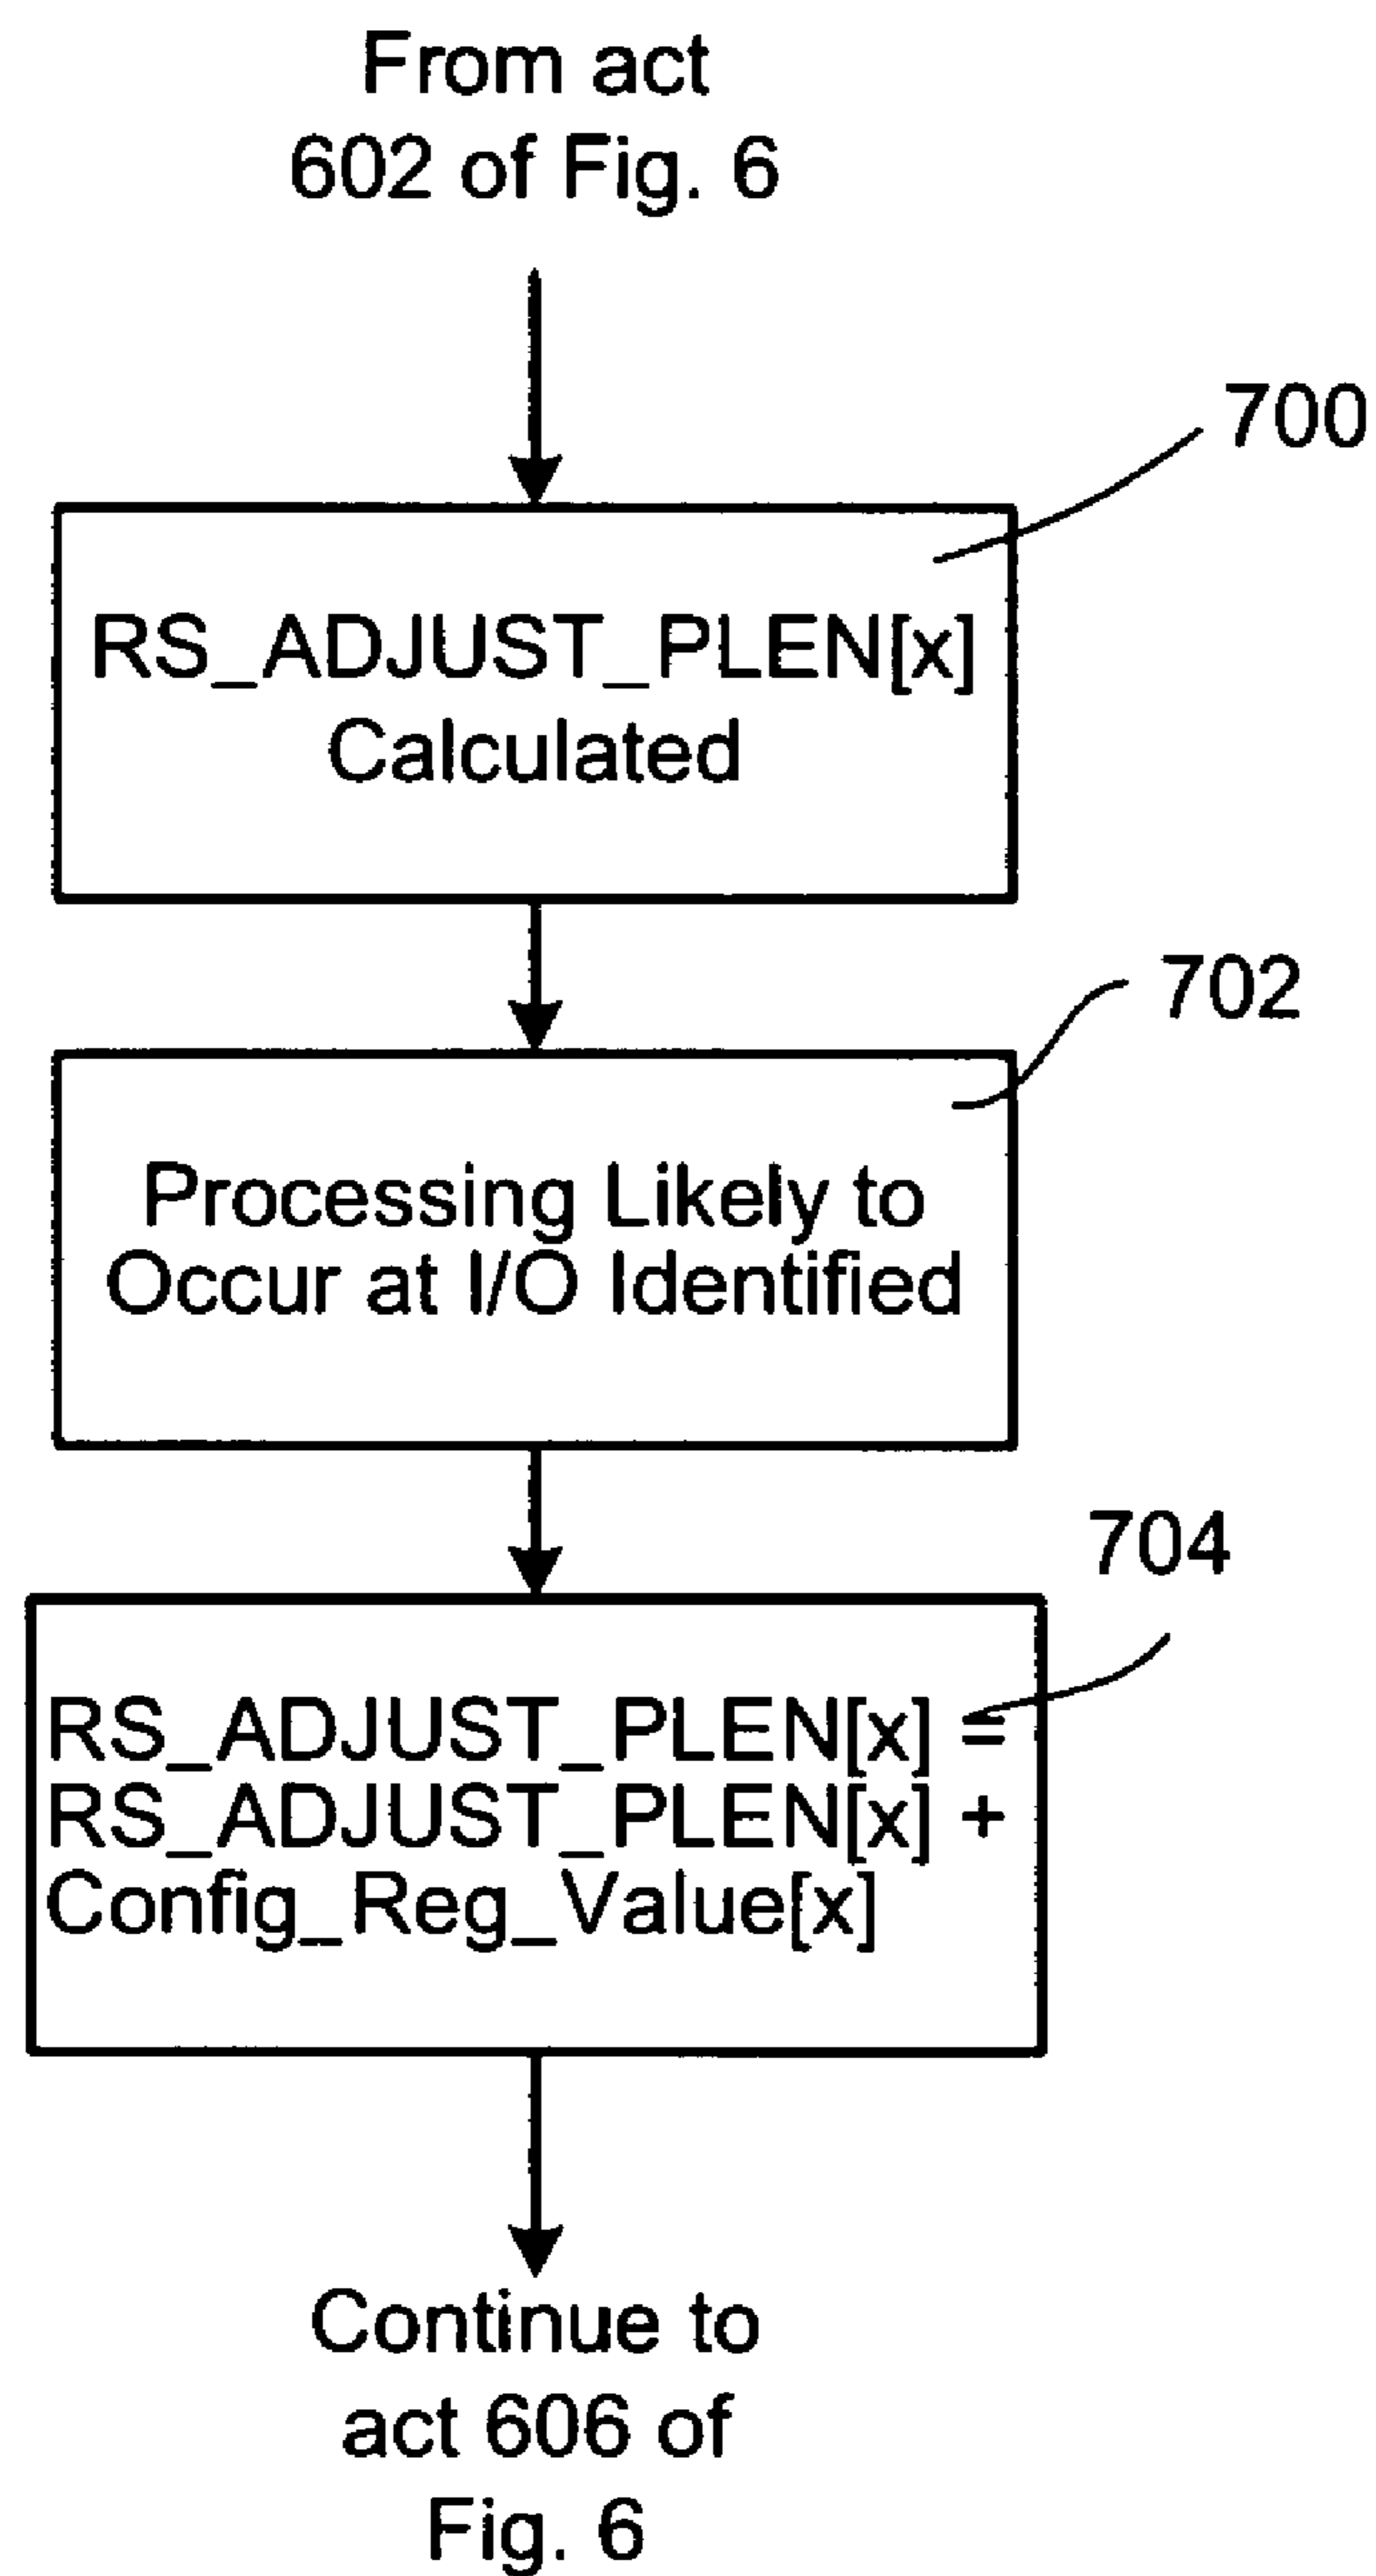 From act
602 of Fig. 6
700
RS_ADJUST_PLEN[x]
Calculated
702
Processing Likely to
Occur at I/O Identified
704
RS_ADJUST_PLEN[x] =
RS_ADJUST_PLEN[x] +
Config_Reg_Value[x]
Continue to
act 606 of
Fig. 6